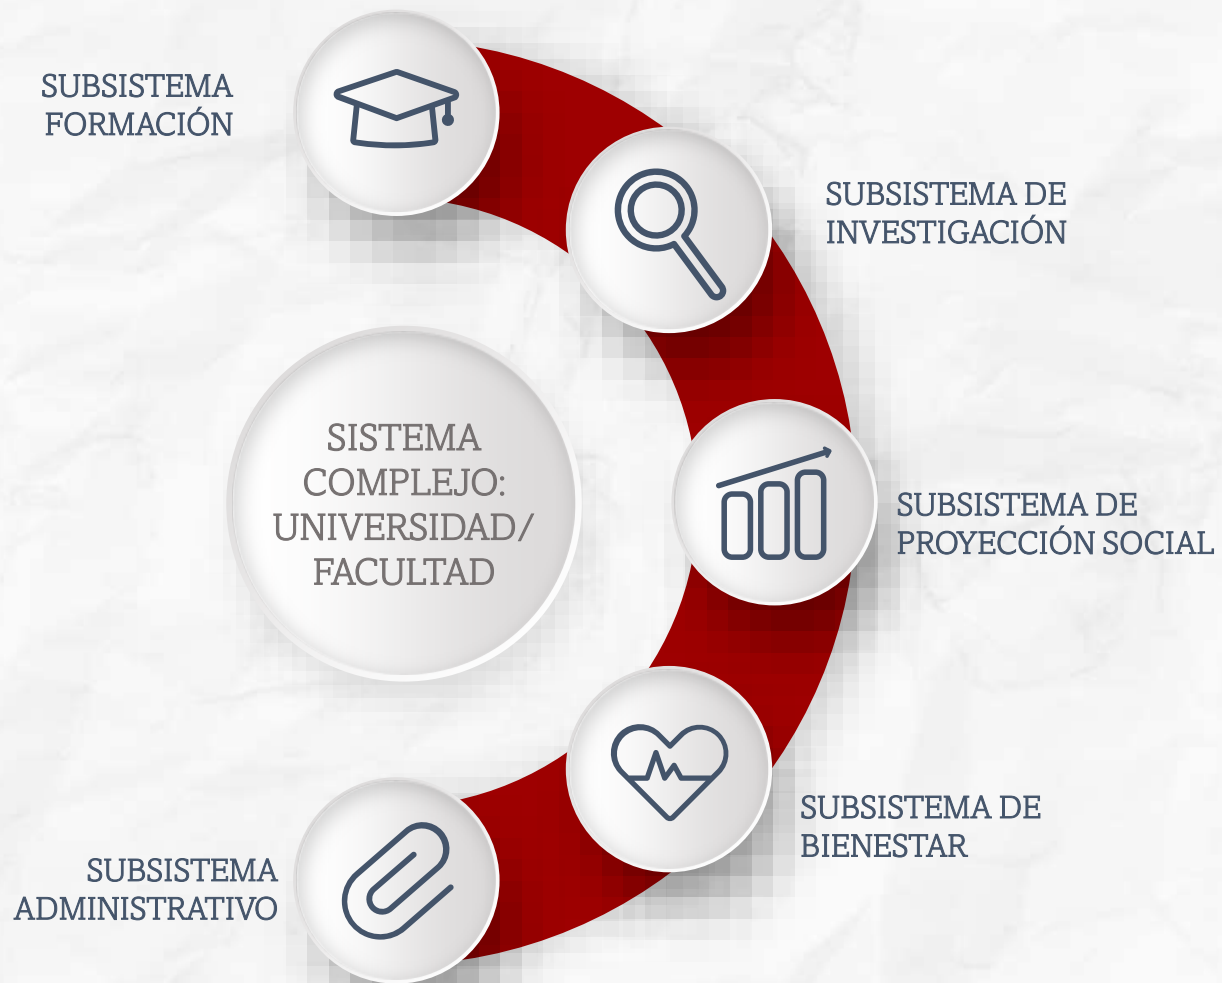 SUBSISTEMA
FORMACIÓN
SUBSISTEMA DE
INVESTIGACIÓN
SISTEMA
COMPLEJO:
UNIVERSIDAD/
FACULTAD
SUBSISTEMA DE
PROYECCIÓN SOCIAL
SUBSISTEMA DE
BIENESTAR
SUBSISTEMA
ADMINISTRATIVO